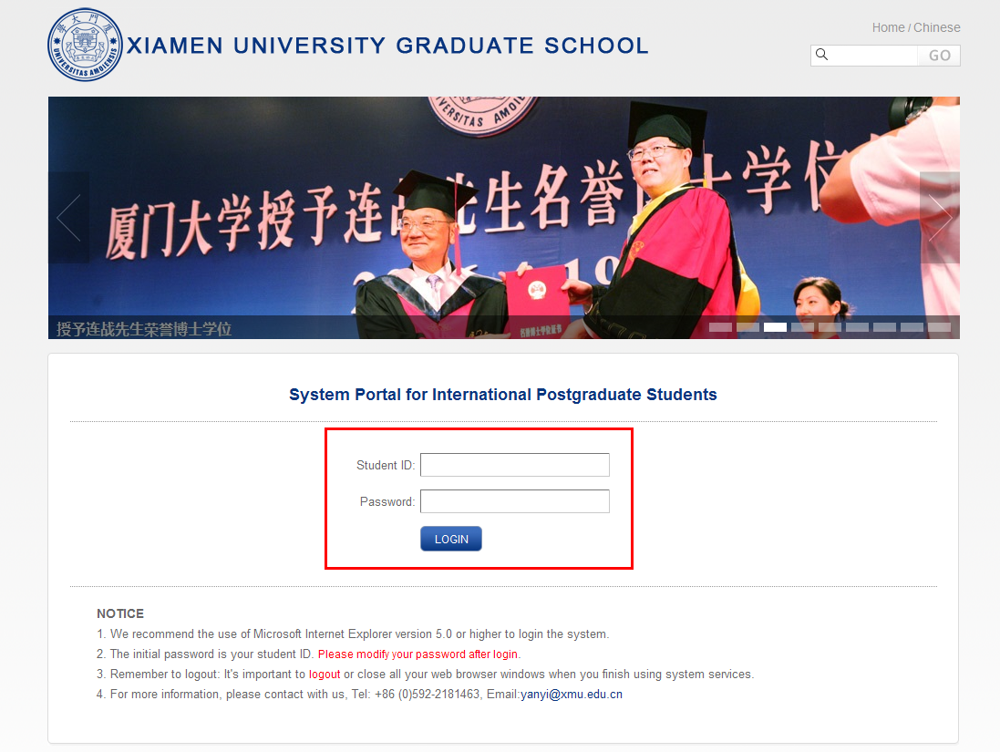 XIAMEN UNIVERSITY GRADUATE SCHOOL
UNIVERSITAS AMOIENSIS
Home / Chinese
GO
厦门大学授予连战先生名誉博士学位
授予连战先生荣誉博士学位
System Portal for International Postgraduate Students
Student ID:
Password:
LOGIN
NOTICE
1. We recommend the use of Microsoft Internet Explorer version 5.0 or higher to login the system.
2. The initial password is your student ID. Please modify your password after login.
3. Remember to logout: It's important to logout or close all your web browser windows when you finish using system services.
4. For more information, please contact with us, Tel: +86 (0)592-2181463, Email:yanyi@xmu.edu.cn